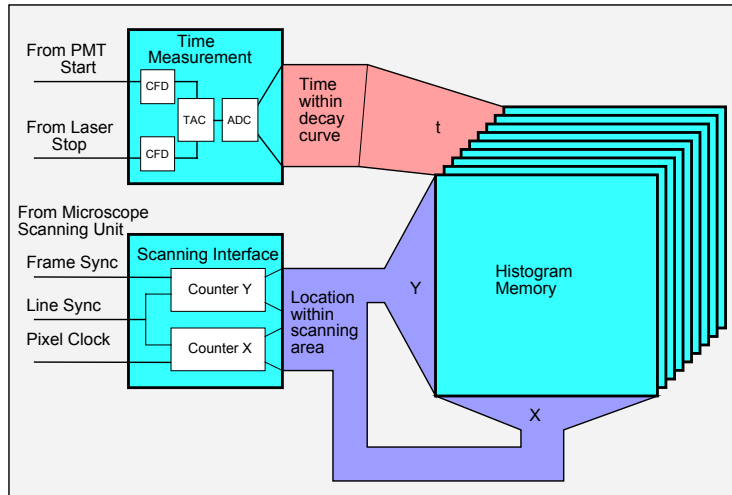 From PMT
Start
Time
Measurement
CFD
TAC
ADC
From Laser
Stop
CFD
Time
within
decay
curve
t
From Microscope
Scanning Unit
Scanning Interface
Frame Sync
Counter Y
Line Sync
Pixel Clock
Counter X
Location
within
scanning
area
Y
Histogram
Memory
X